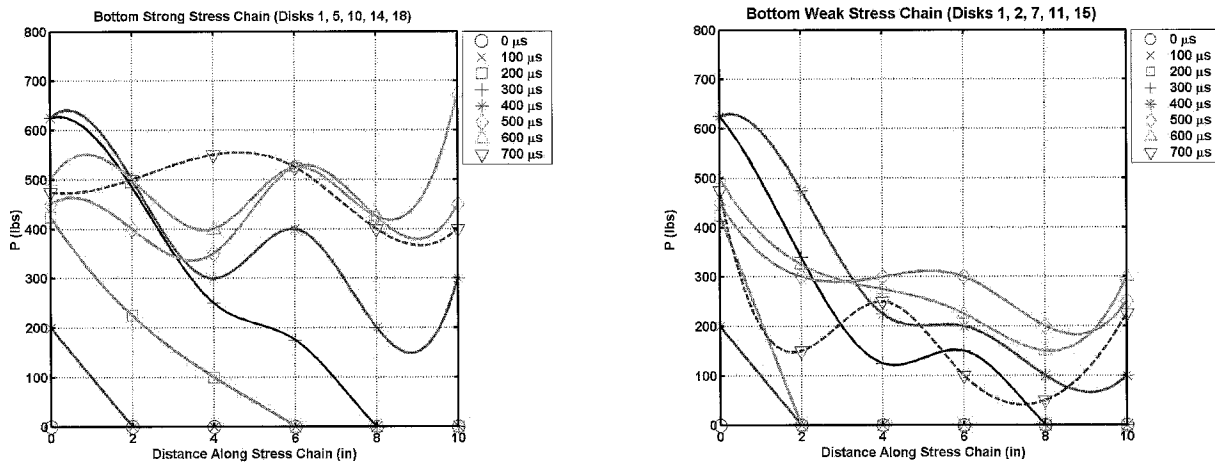 Bottom Strong Stress Chain (Disks 1, 5, 10, 14, 18)
800
700
600
500
400
300
200
100
0
P (lbs)
0 2 4 6 8 10
Distance Along Stress Chain (in)
0 μs
100 μs
200 μs
300 μs
400 μs
500 μs
600 μs
700 μs
Bottom Weak Stress Chain (Disks 1, 2, 7, 11, 15)
800
700
600
500
400
300
200
100
0
P (lbs)
0 2 4 6 8 10
Distance Along Stress Chain (in)
0 μs
100 μs
200 μs
300 μs
400 μs
500 μs
600 μs
700 μs